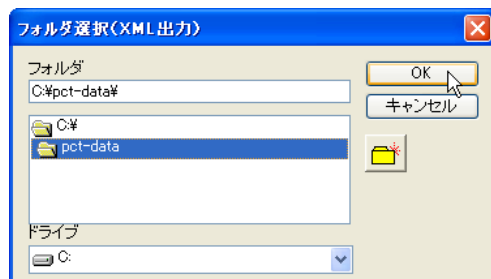 フォルダ選択(XML出力)
フォルダ
C:¥pct-data¥
OK
キャンセル
C:¥
pct-data
ドライブ
C: